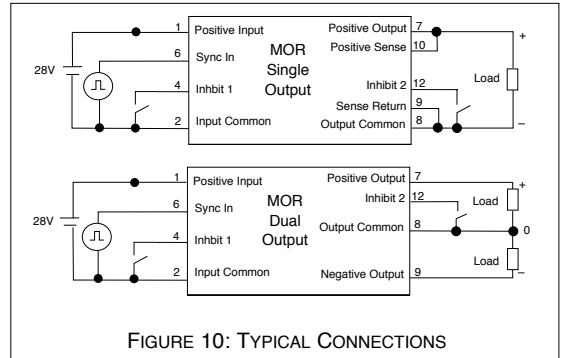 1 Positive Input
6 Sync In
4 Inhbit 1
2 Input Common
28V
MOR
Single
Output
Positive Output 7
Positive Sense 10
Inhibit 2 12
Sense Return 9
Output Common 8
+
Load
–
1 Positive Input
6 Sync In
4 Inhbit 1
2 Input Common
28V
MOR
Dual
Output
Positive Output 7
Inhibit 2 12
Output Common 8
Negative Output 9
+
Load
0
Load
–
FIGURE 10: TYPICAL CONNECTIONS